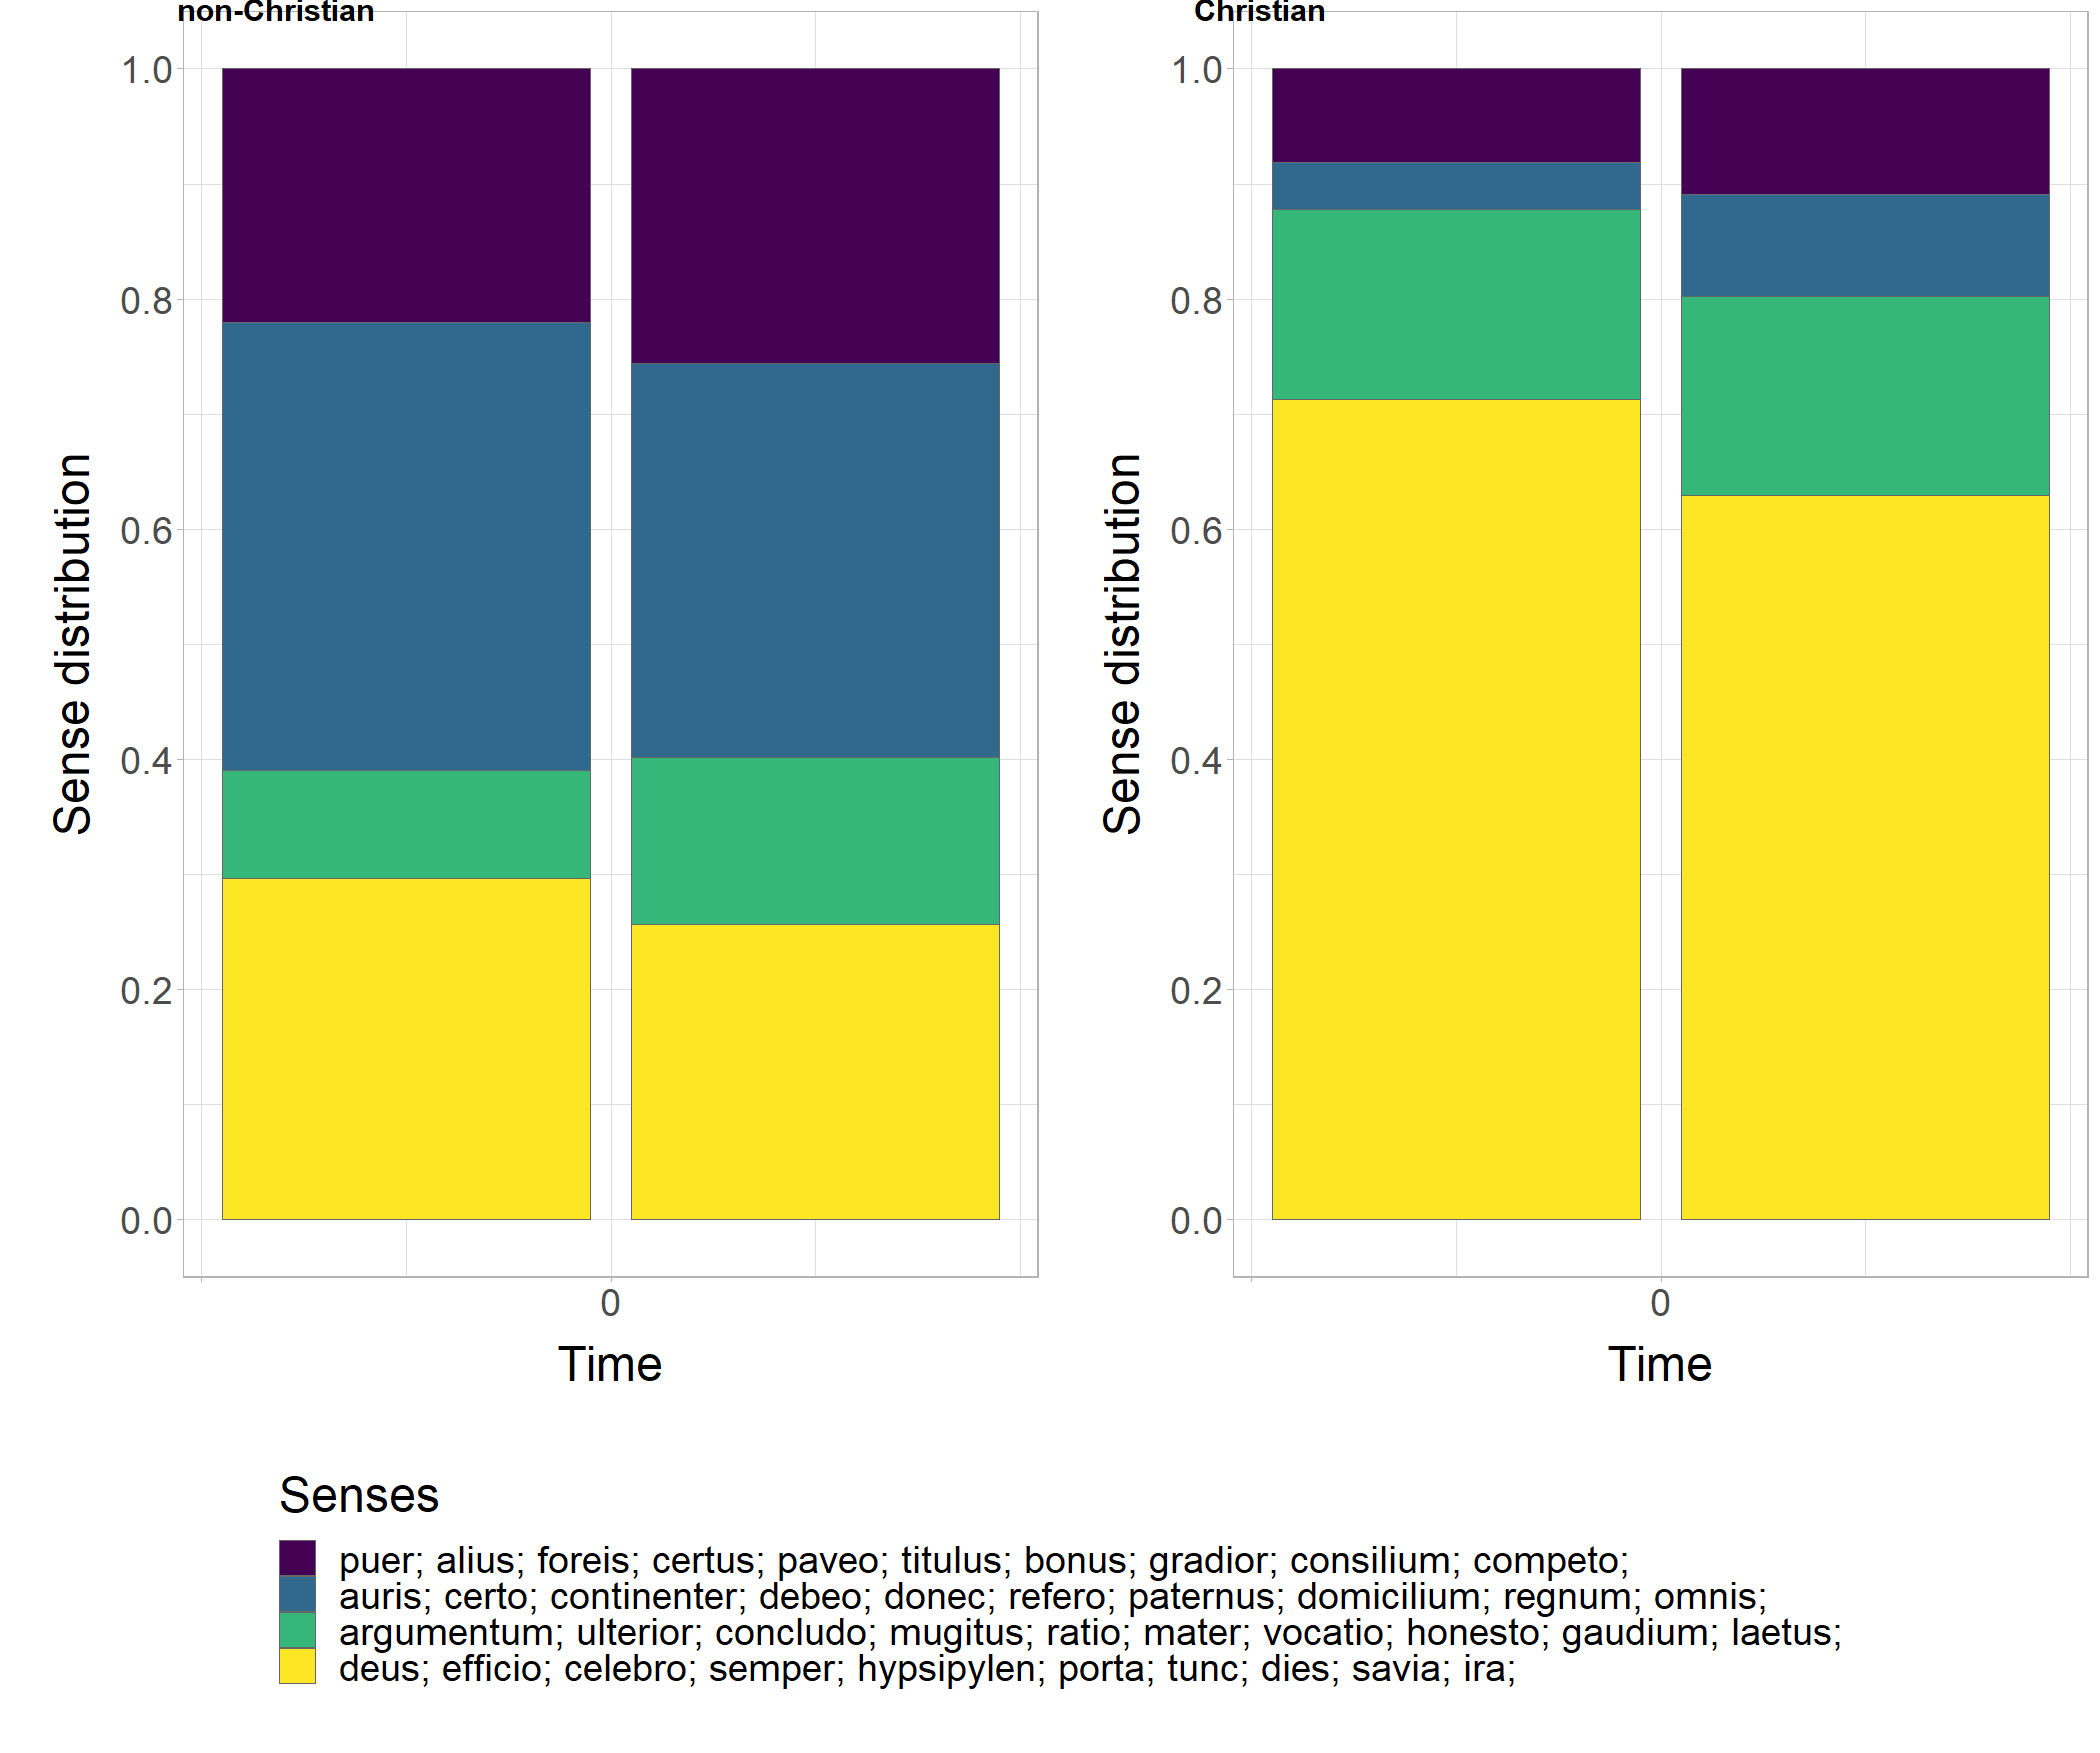 non-Christian
Christian
1.0
0.8
0.6
0.4
0.2
0.0
Sense distribution
0
Time
1.0
0.8
0.6
0.4
0.2
0.0
Sense distribution
0
Time
Senses
puer; alius; foreis; certus; paveo; titulus; bonus; gradior; consilium; competo;
auris; certo; continenter; debeo; donec; refero; paternus; domicilium; regnum; omnis;
argumentum; ulterior; concludo; mugitus; ratio; mater; vocatio; honesto; gaudium; laetus;
deus; efficio; celebro; semper; hypsipylen; porta; tunc; dies; savia; ira;